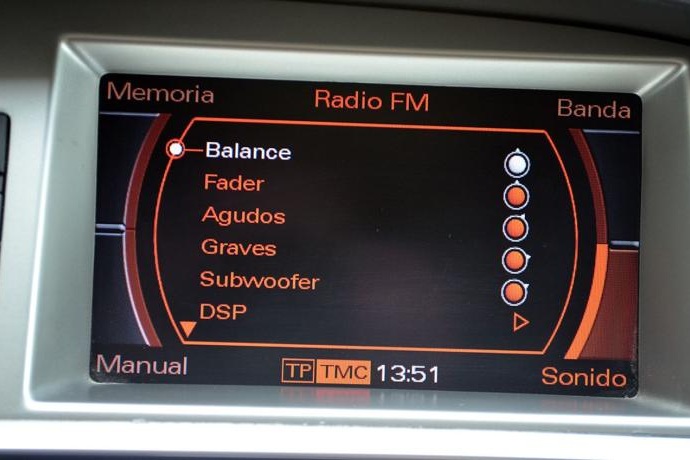 Memoria
Radio FM
Banda
Balance
Fader
Agudos
Graves
Subwoofer
DSP
Manual
TP TMC 13:51
Sonido